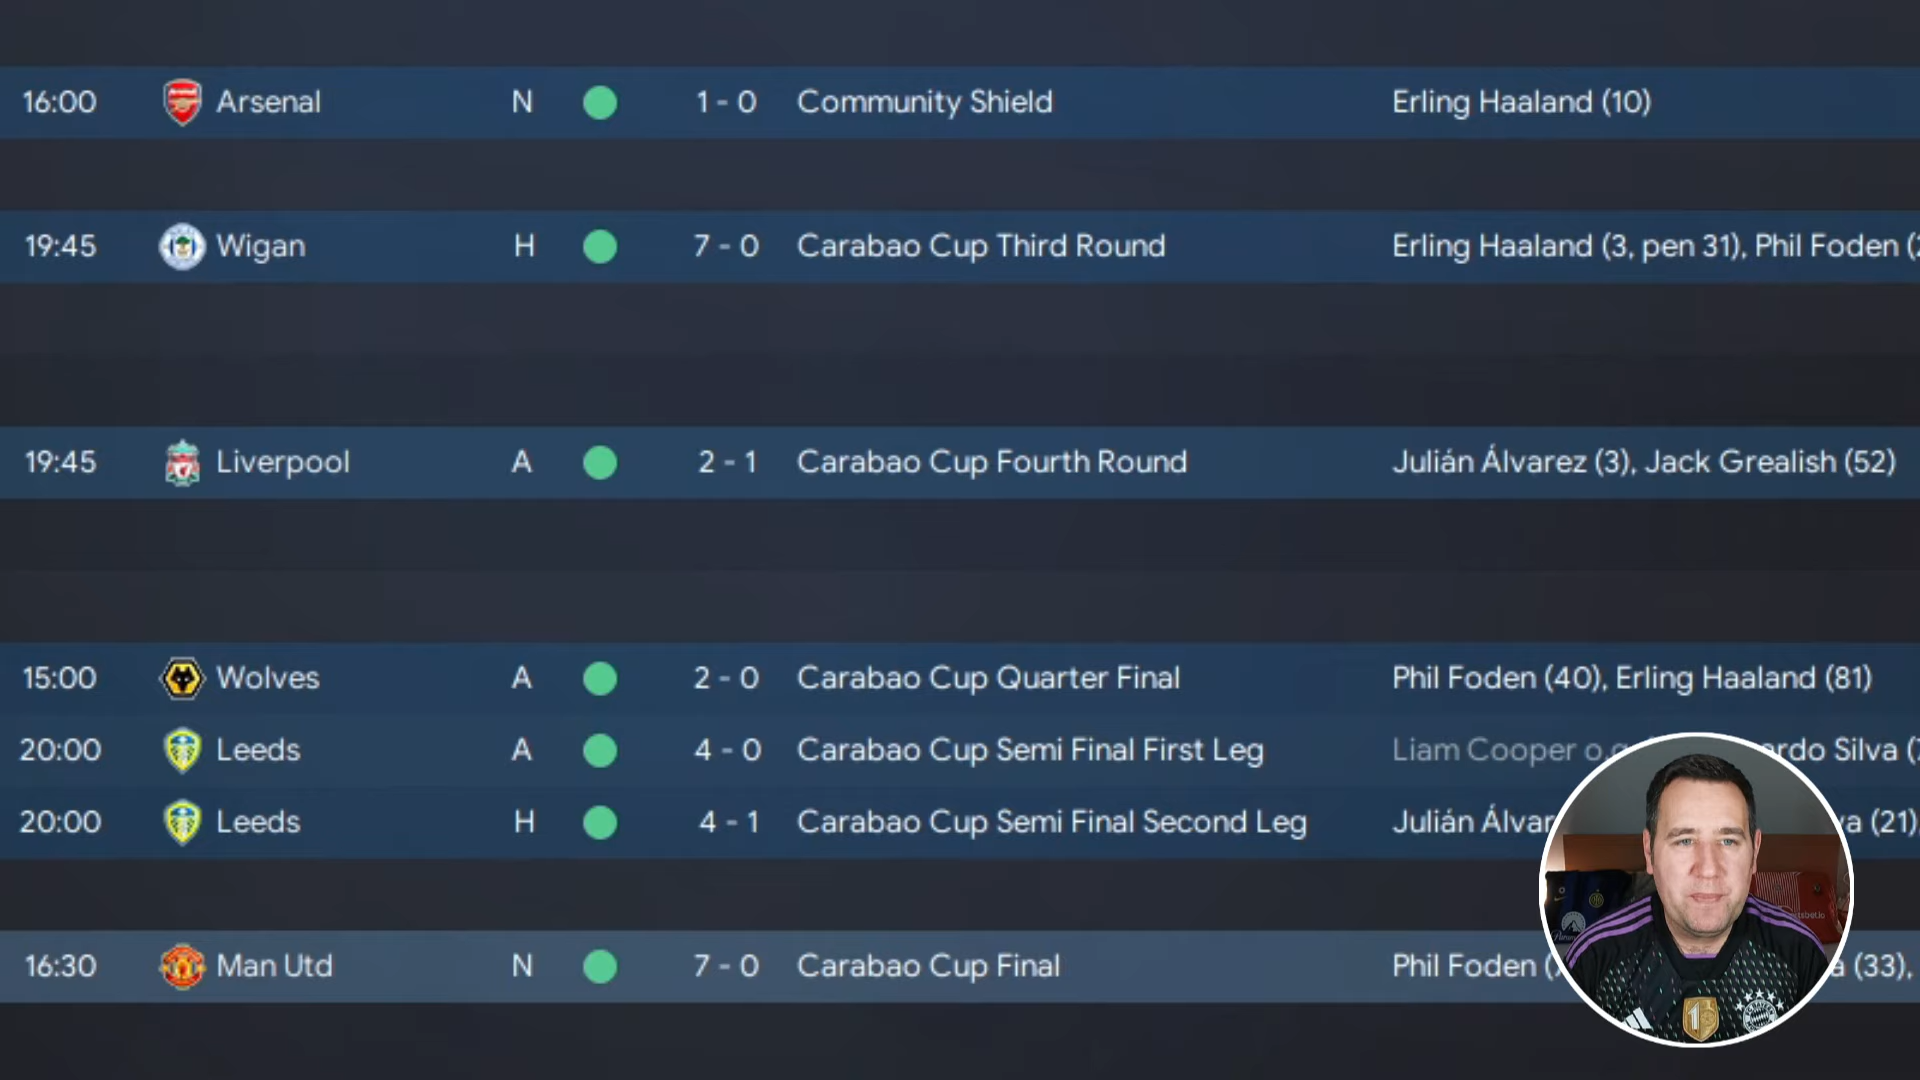 16:00 Arsenal N 1 - 0 Community Shield Erling Haaland (10)
19:45 Wigan H 7 - 0 Carabao Cup Third Round Erling Haaland (3, pen 31), Phil Foden
19:45 Liverpool A 2 - 1 Carabao Cup Fourth Round Julián Álvarez (3), Jack Grealish (52)
15:00 Wolves A 2 - 0 Carabao Cup Quarter Final Phil Foden (40), Erling Haaland (81)
20:00 Leeds A 4 - 0 Carabao Cup Semi Final First Leg Liam Cooper o.g. Silva
20:00 Leeds H 4 - 1 Carabao Cup Semi Final Second Leg Julián (21),
16:30 Man Utd N 7 - 0 Carabao Cup Final Phil Foden (33),